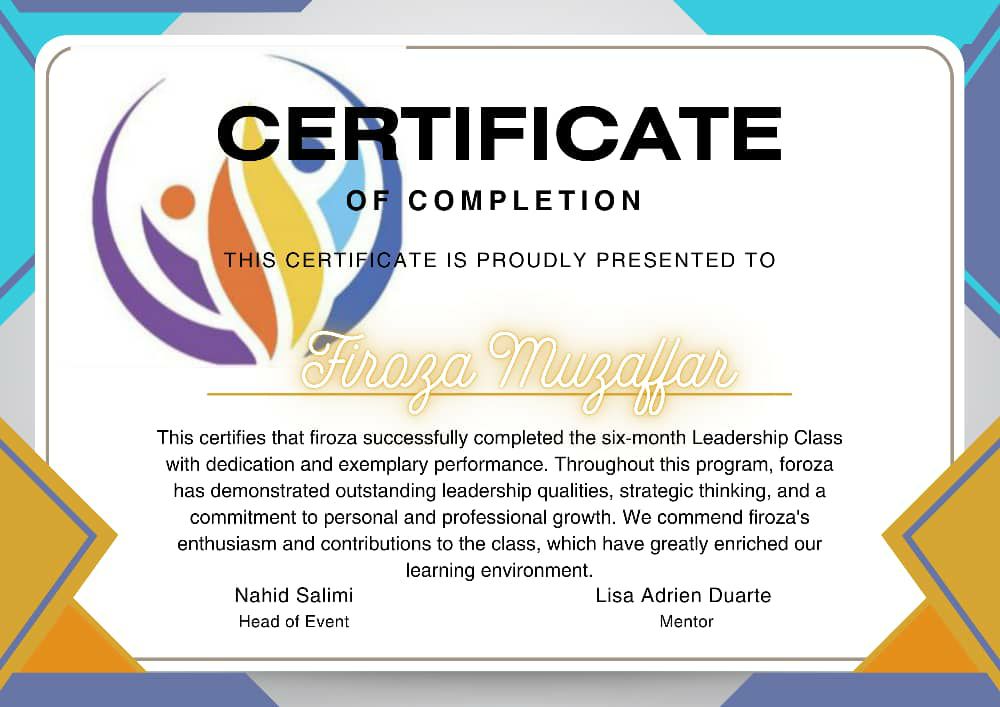 CERTIFICATE
OF COMPLETION
THIS CERTIFICATE IS PROUDLY PRESENTED TO
Firoza Muzaffar
This certifies that firoza successfully completed the six-month Leadership Class
with dedication and exemplary performance. Throughout this program, foroza
has demonstrated outstanding leadership qualities, strategic thinking, and a
commitment to personal and professional growth. We commend firoza's
enthusiasm and contributions to the class, which have greatly enriched our
learning environment.
Nahid Salimi
Lisa Adrien Duarte
Head of Event
Mentor